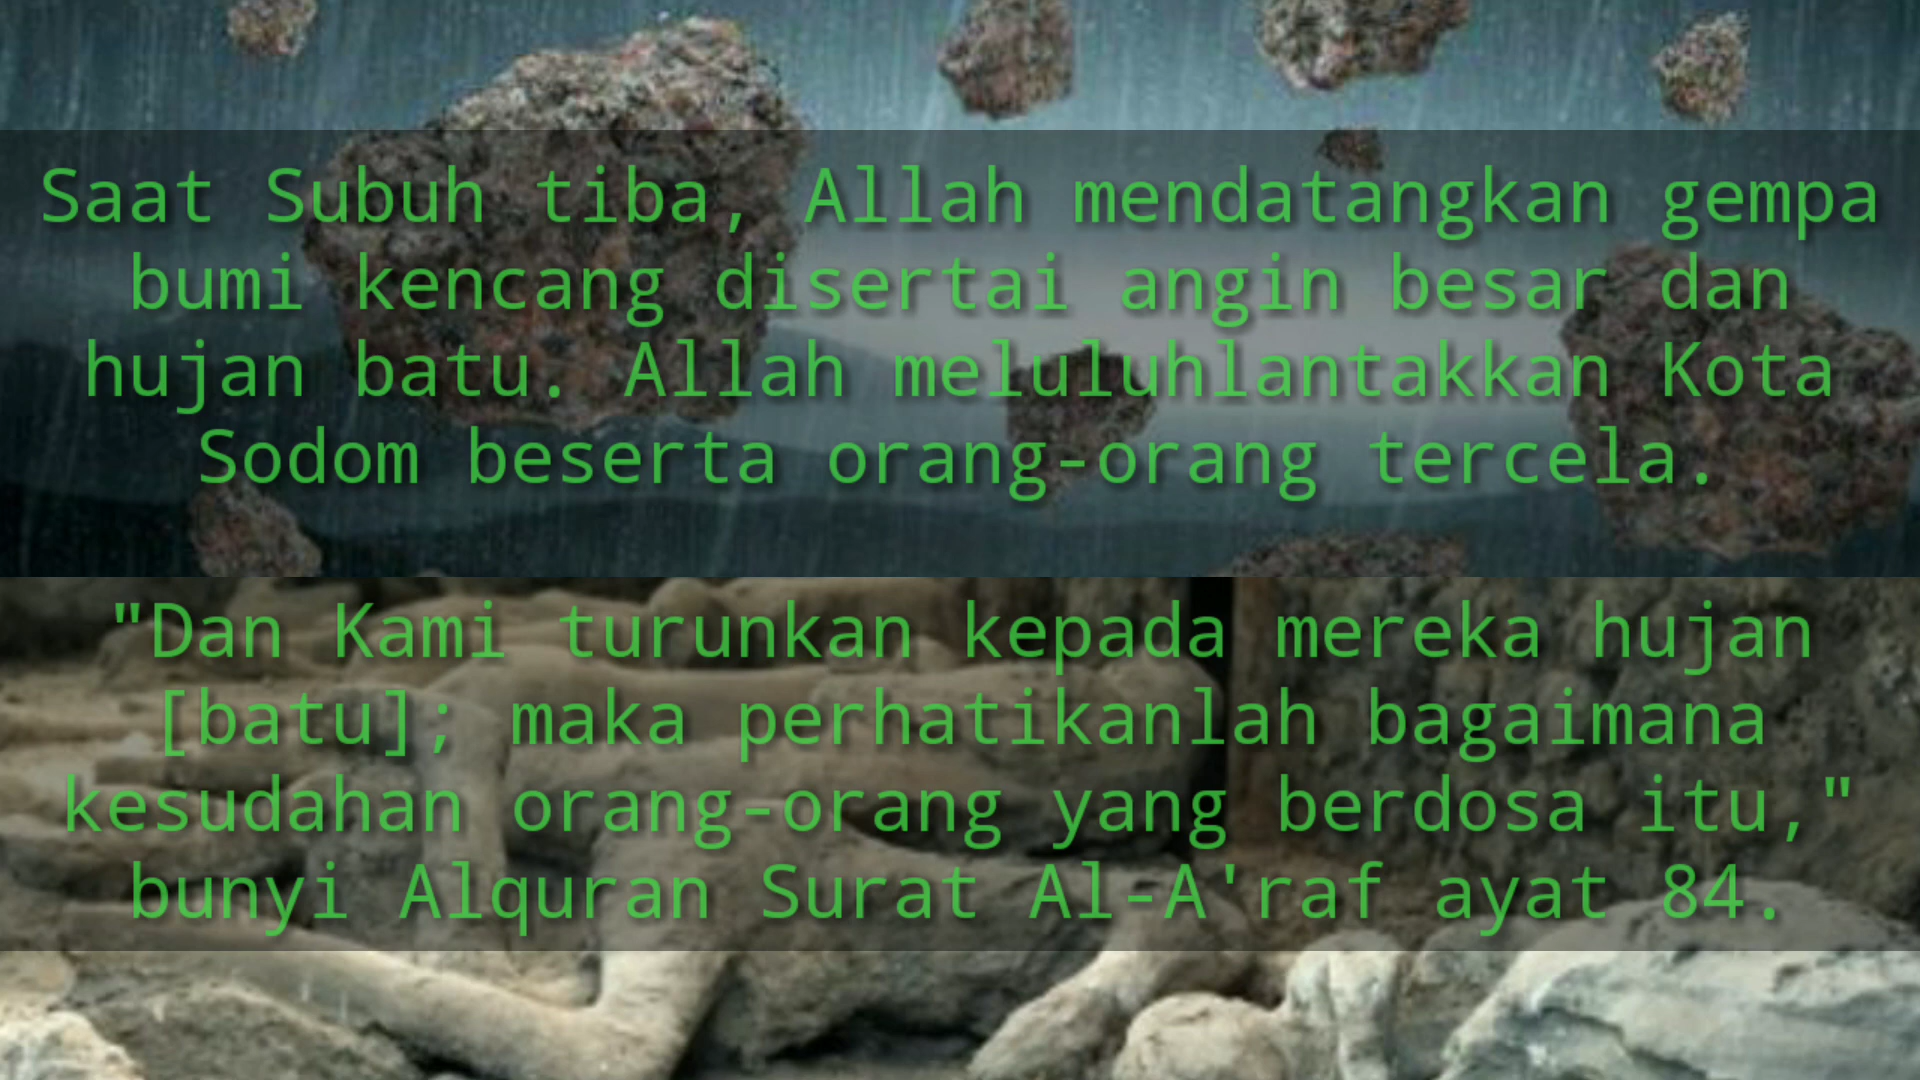 Saat Subuh tiba, Allah mendatangkan gempa
bumi kencang disertai angin besar dan
hujan batu. Allah meluluhlantakkan Kota
Sodom beserta orang-orang tercela.
"Dan Kami turunkan kepada mereka hujan
[batu]; maka perhatikanlah bagaimana
kesudahan orang-orang yang berdosa itu,"
bunyi Alquran Surat Al-A'raf ayat 84.